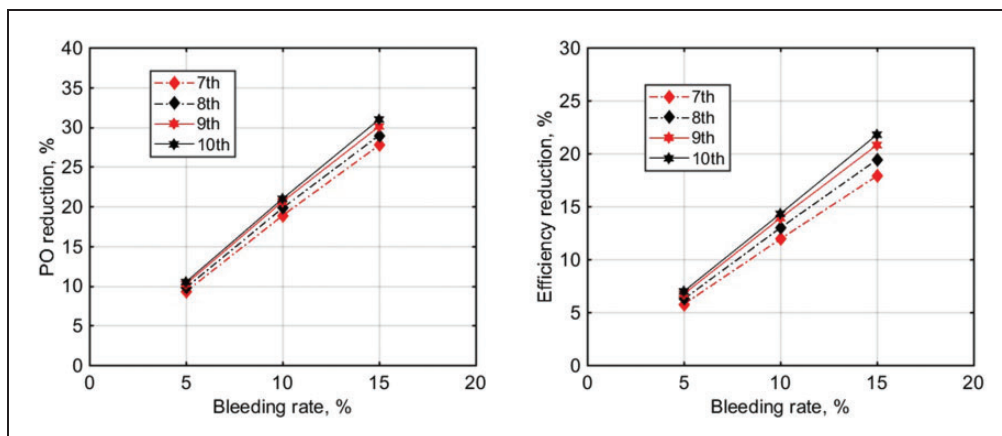 40
35
30
25
20
15
10
5
0
PO reduction, %
7th
8th
9th
10th
0 5 10 15 20
Bleeding rate, %
30
25
20
15
10
5
0
Efficiency reduction, %
7th
8th
9th
10th
0 5 10 15 20
Bleeding rate, %